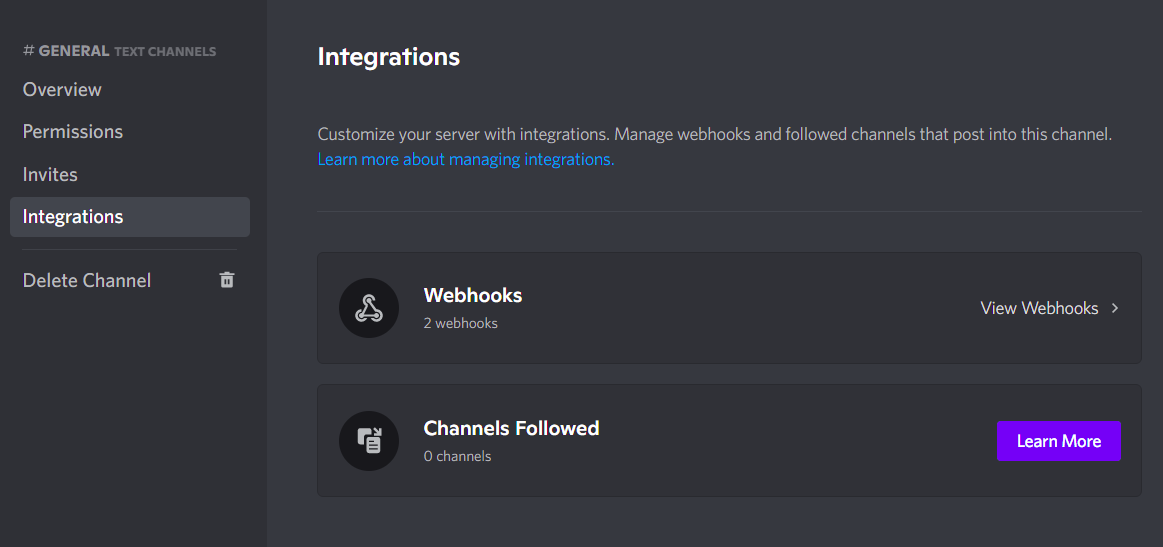 # GENERAL TEXT CHANNELS
Overview
Permissions
Invites
Integrations
Delete Channel
Integrations
Customize your server with integrations. Manage webhooks and followed channels that post into this channel.
Learn more about managing integrations.
Webhooks
2 webhooks
View Webhooks
Channels Followed
0 channels
Learn More